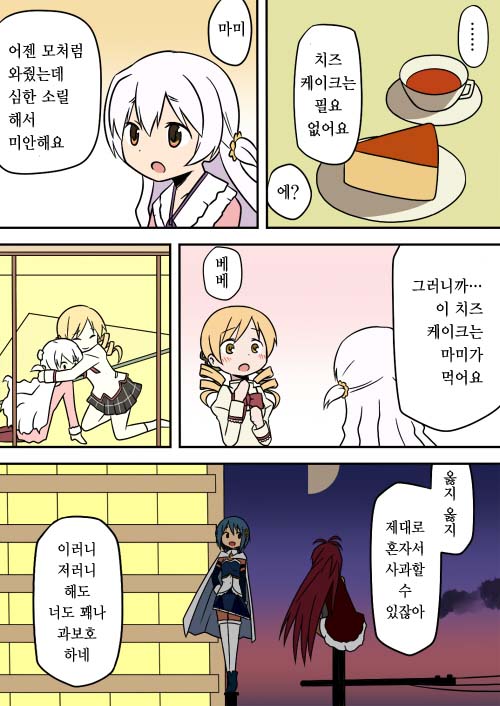 ……
치즈
케이크는
필요
없어요
에?
마미
어젠 모처럼
와줬는데
심한 소릴
해서
미안해요
그러니까…
이 치즈
케이크는
마미가
먹어요
베베
옳지 옳지
제대로
혼자서
사과할
수
있잖아
이러니
저러니
해도
너도 꽤나
과보호
하네